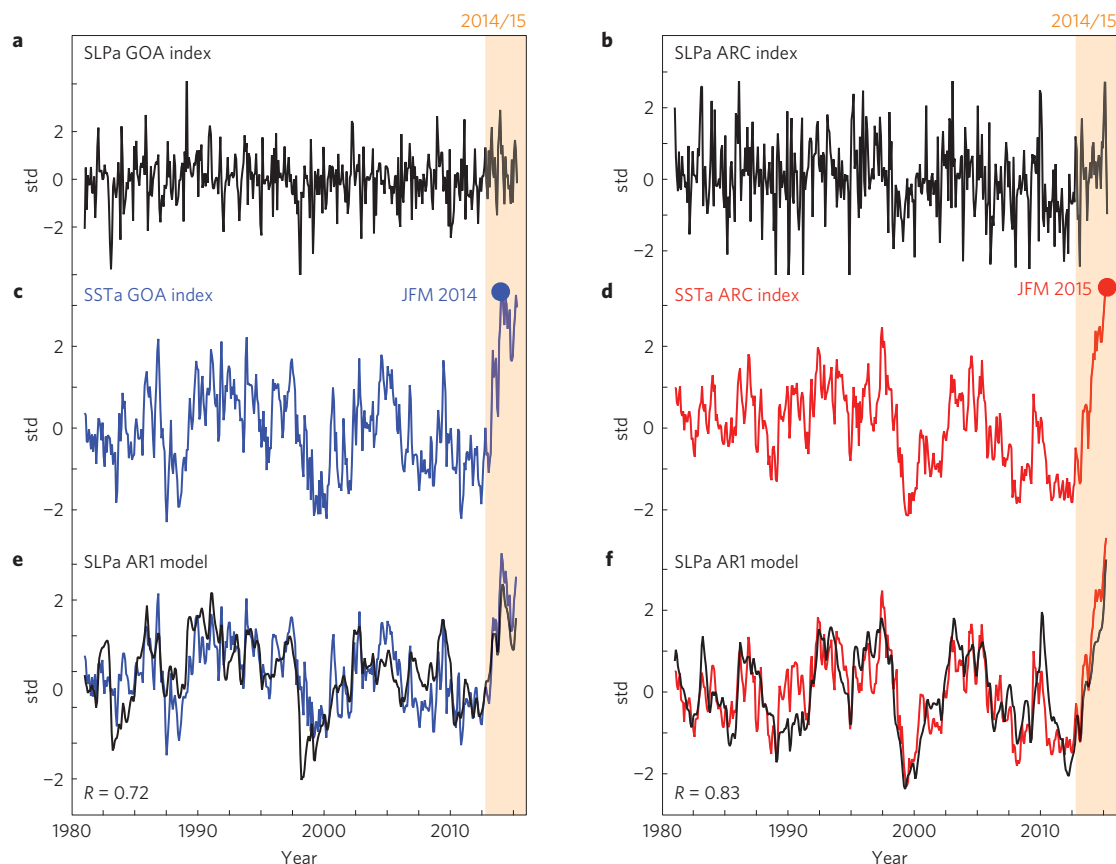 2014/15
a
SLPa GOA index
std
2
0
−2
c
SSTa GOA index
JFM 2014
std
2
0
−2
e
SLPa AR1 model
std
2
0
−2
R = 0.72
1980
1990
2000
2010
Year
2014/15
b
SLPa ARC index
std
2
0
−2
d
SSTa ARC index
JFM 2015
std
2
0
−2
f
SLPa AR1 model
std
2
0
−2
R = 0.83
1980
1990
2000
2010
Year